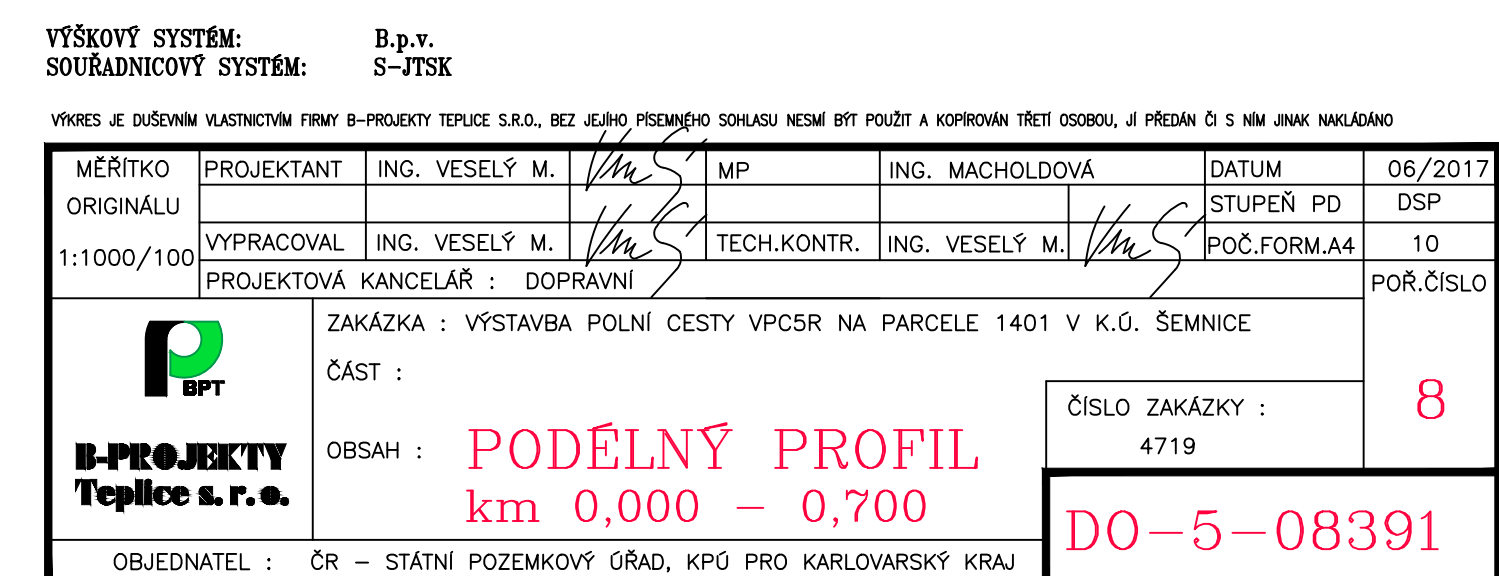 VÝŠKOVÝ SYSTÉM: B.p.v.
SOUŘADNICOVÝ SYSTÉM: S-JTSK
VÝKRES JE DUŠEVNÍM VLASTNICTVÍM FIRMY B-PROJEKTY TEPLICE S.R.O., BEZ JEJÍHO PÍSEMNÉHO SOHLASU NESMÍ BÝT POUŽIT A KOPÍROVÁN TŘETÍ OSOBOU, JÍ PŘEDÁN ČI S NÍM JINAK NAKLÁDÁNO
MĚŘÍTKO PROJEKTANT ING. VESELÝ M. MP ING. MACHOLDOVÁ DATUM 06/2017
ORIGINÁLU STUPEŇ PD DSP
1:1000/100 VYPRACOVAL ING. VESELÝ M. TECH.KONTR. ING. VESELÝ M. POČ.FORM.A4 10
PROJEKTOVÁ KANCELÁŘ : DOPRAVNÍ POŘ.ČÍSLO
ZAKÁZKA : VÝSTAVBA POLNÍ CESTY VPC5R NA PARCELE 1401 V K.Ú. ŠEMNICE
BPT
ČÁST :
ČÍSLO ZAKÁZKY : 8
4719
B-PROJEKTY
Teplice s. r. o.
OBSAH : PODÉLNÝ PROFIL
km 0,000 – 0,700
DO-5-08391
OBJEDNATEL : ČR – STÁTNÍ POZEMKOVÝ ÚŘAD, KPÚ PRO KARLOVARSKÝ KRAJ